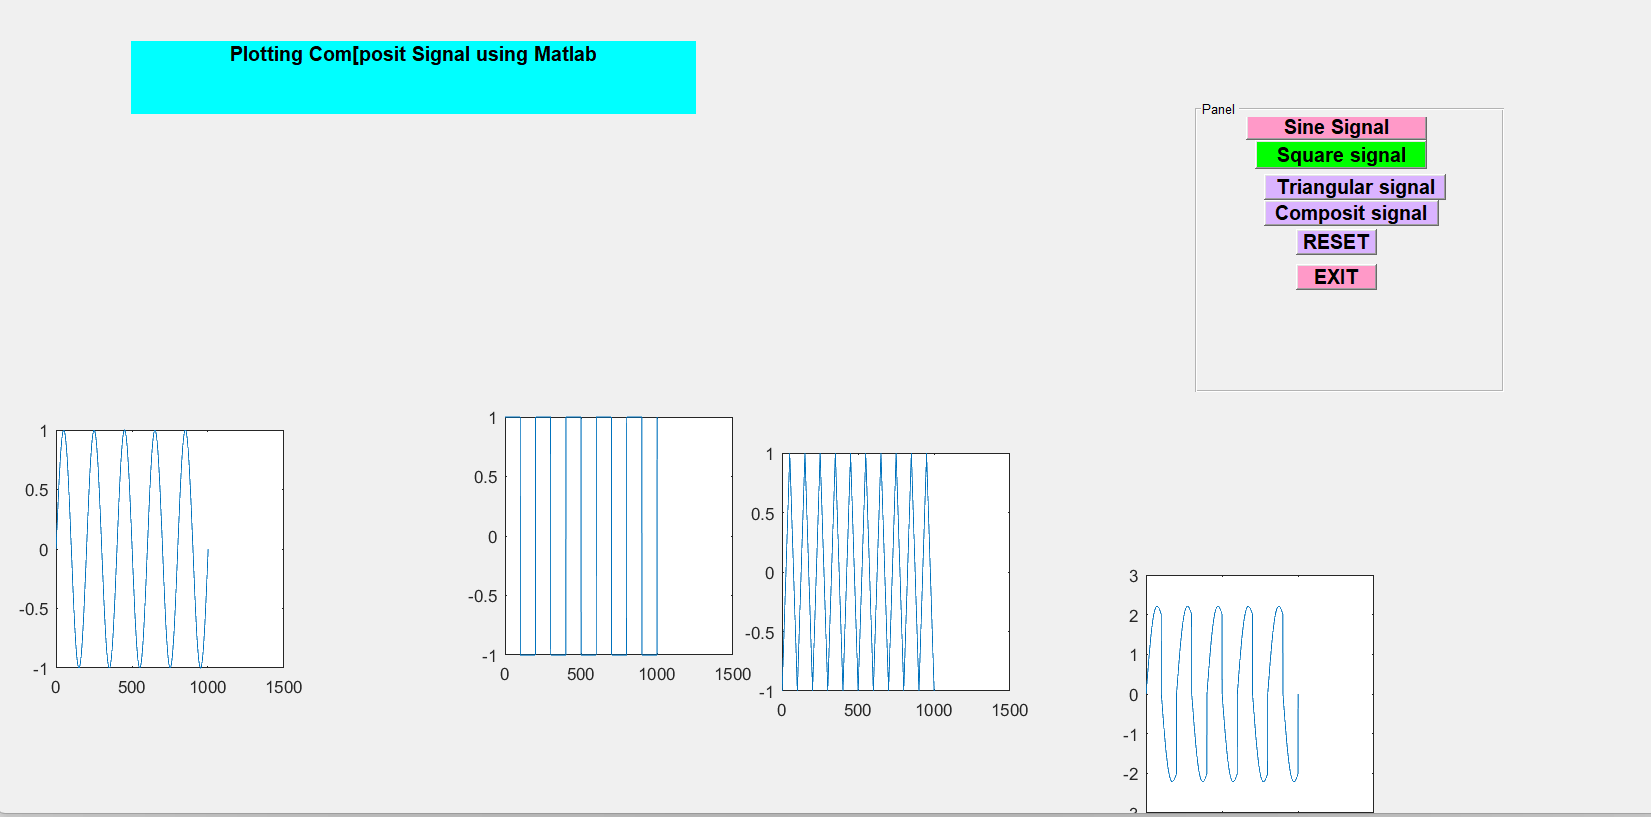 Plotting Com[posit Signal using Matlab
Panel
Sine Signal
Square signal
Triangular signal
Composit signal
RESET
EXIT
1
0.5
0
-0.5
-1
0 500 1000 1500
1
0.5
0
-0.5
-1
0 500 1000 1500
1
0.5
0
-0.5
-1
0 500 1000 1500
3
2
1
0
-1
-2